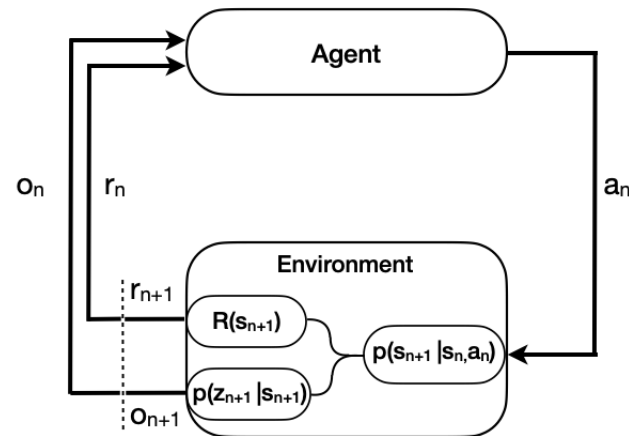 Agent
oₙ
rₙ
aₙ
Environment
rₙ₊₁
R(sₙ₊₁)
p(sₙ₊₁ |sₙ,aₙ)
p(zₙ₊₁ |sₙ₊₁)
oₙ₊₁